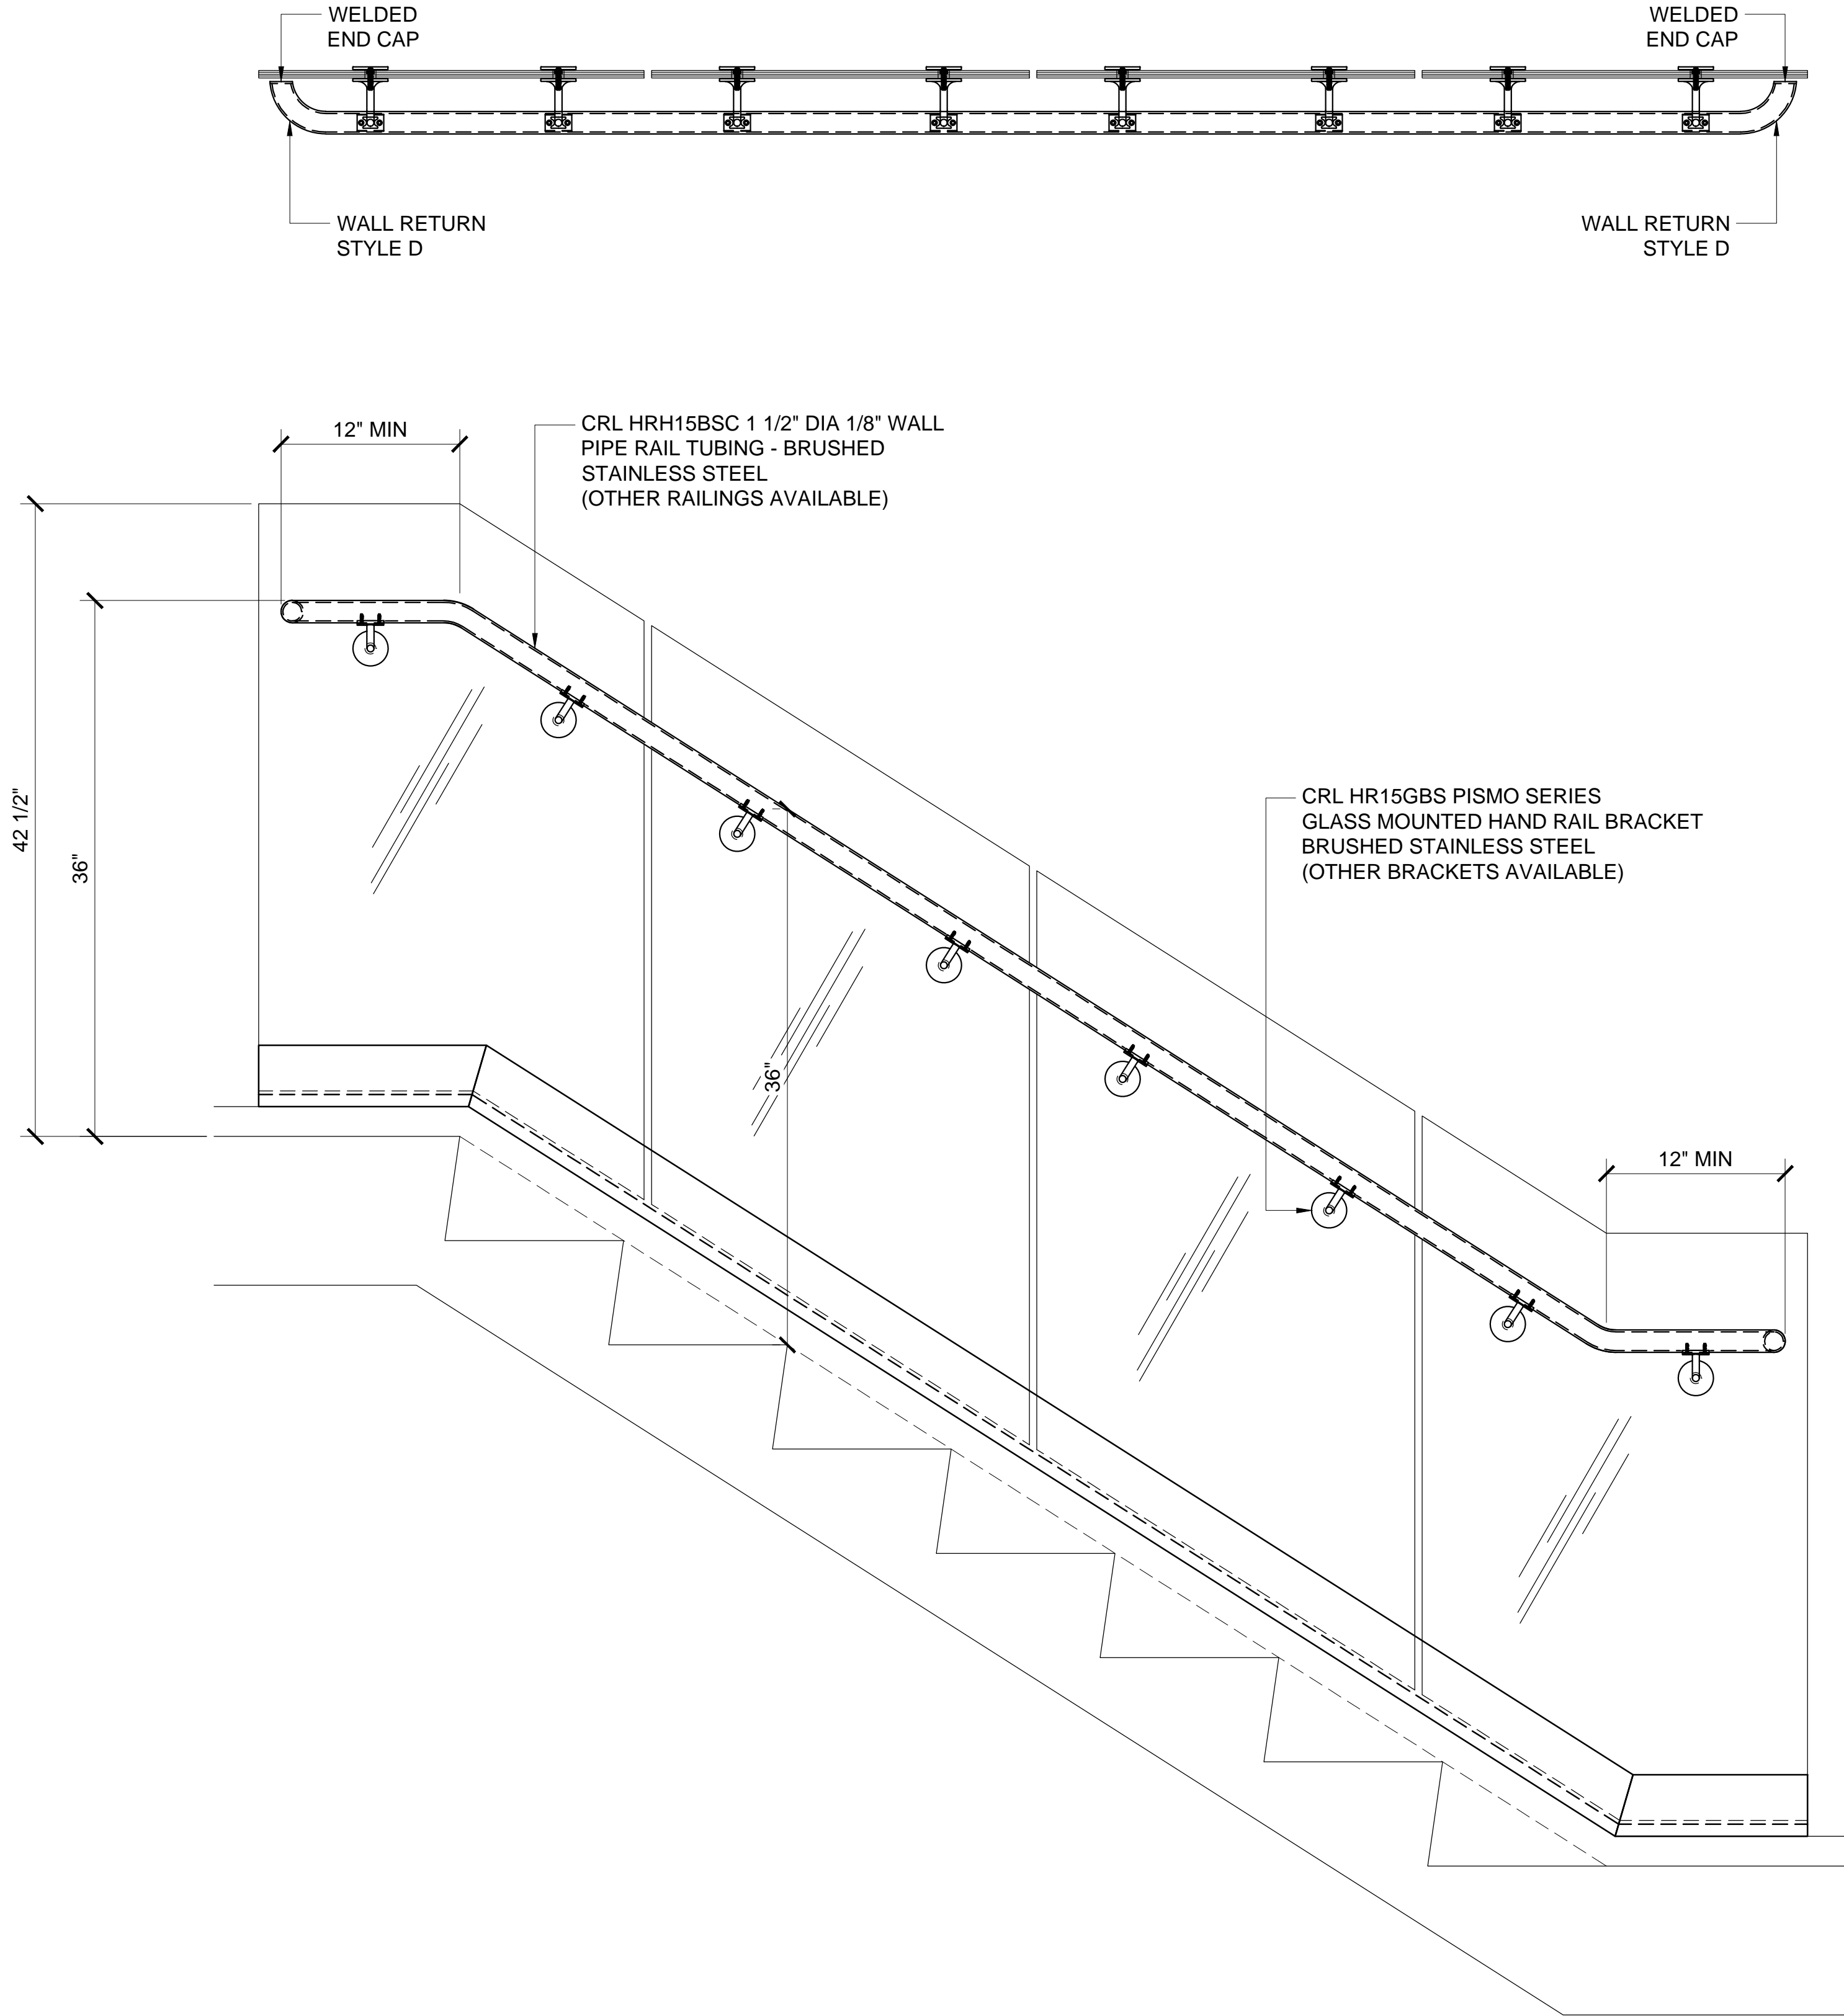 WELDED
END CAP
WELDED
END CAP
WALL RETURN
STYLE D
WALL RETURN
STYLE D
12" MIN
CRL HRH15BSC 1 1/2" DIA 1/8" WALL
PIPE RAIL TUBING - BRUSHED
STAINLESS STEEL
(OTHER RAILINGS AVAILABLE)
42 1/2"
36"
CRL HR15GBS PISMO SERIES
GLASS MOUNTED HAND RAIL BRACKET
BRUSHED STAINLESS STEEL
(OTHER BRACKETS AVAILABLE)
36"
12" MIN